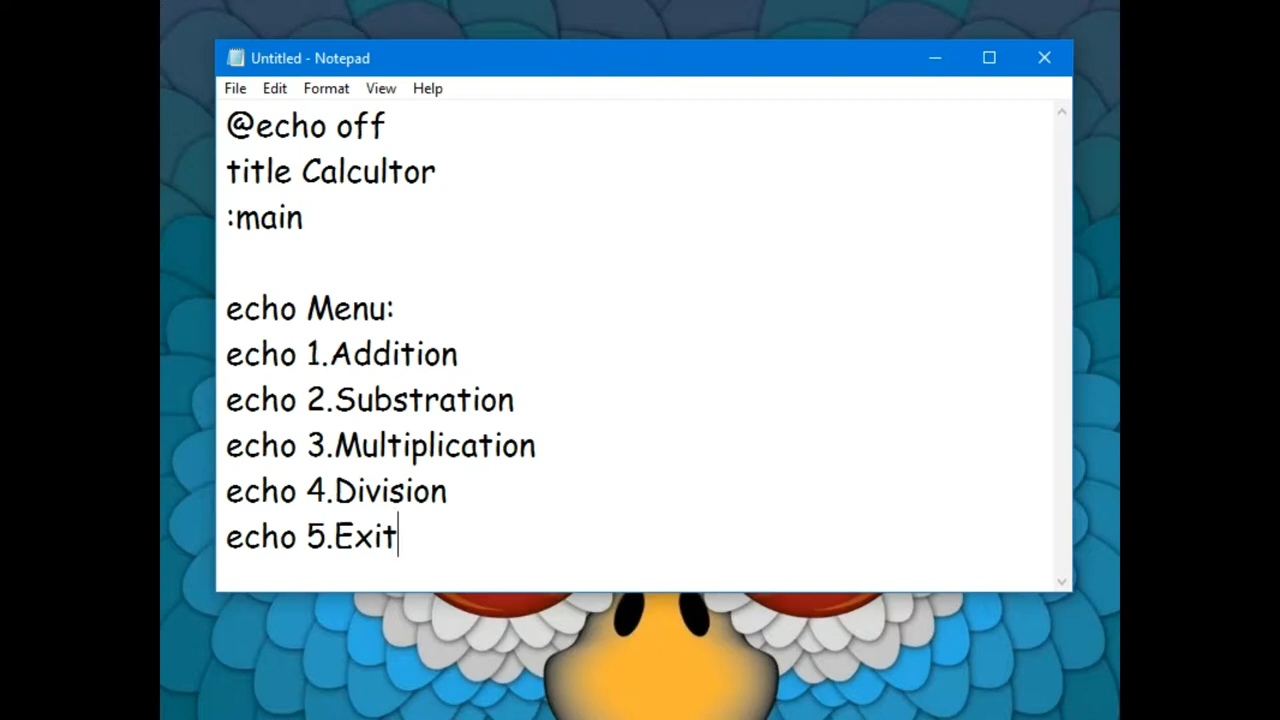 Untitled - Notepad
File Edit Format View Help
@echo off
title Calcultor
:main
echo Menu:
echo 1.Addition
echo 2.Substration
echo 3.Multiplication
echo 4.Division
echo 5.Exit